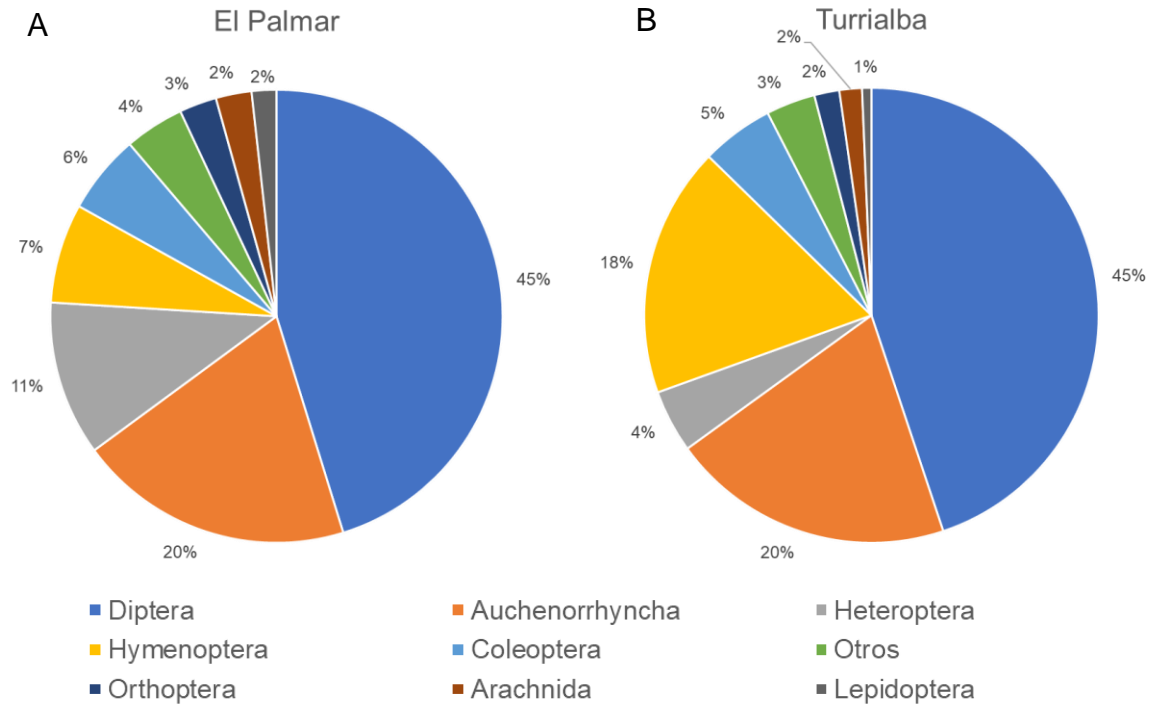 A
El Palmar
45%
20%
11%
7%
6%
4%
3%
2%
2%
B
Turrialba
45%
20%
4%
18%
5%
3%
2%
2%
1%
Diptera
Auchenorrhyncha
Heteroptera
Hymenoptera
Coleoptera
Otros
Orthoptera
Arachnida
Lepidoptera